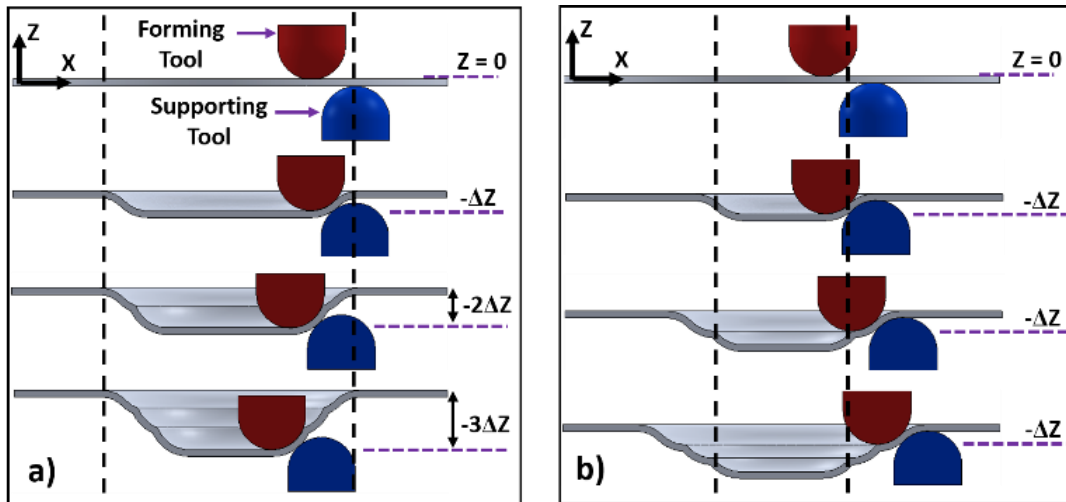 Z
X
Forming
Tool
Z = 0
Supporting
Tool
-ΔZ
-2ΔZ
-3ΔZ
a)
Z
X
Z = 0
-ΔZ
-ΔZ
-ΔZ
b)